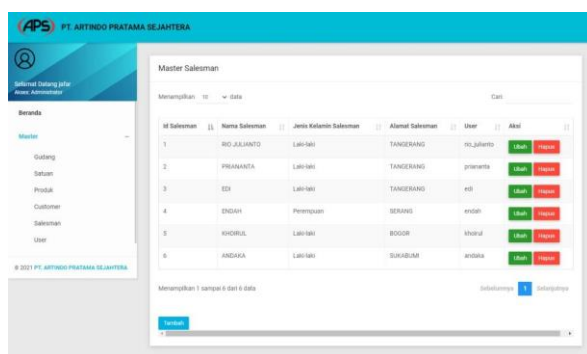 APS PT. ARTINDO PRATAMA SEJAHTERA
Selamat Datang jafar
Akses: Administrator
Beranda
Master
Gudang
Satuan
Produk
Customer
Salesman
User
© 2021 PT. ARTINDO PRATAMA SEJAHTERA
Master Salesman
Menampilkan 10 data
Cari:
Id Salesman Nama Salesman Jenis Kelamin Salesman Alamat Salesman User Aksi
1 RIO JULIANTO Laki-laki TANGERANG rio_julianto Ubah Hapus
2 PRIANANTA Laki-laki TANGERANG prananta Ubah Hapus
3 EDI Laki-laki TANGERANG edi Ubah Hapus
4 ENDAH Perempuan SERANG endah Ubah Hapus
5 KHOIRUL Laki-laki BOGOR khoirul Ubah Hapus
6 ANDAKA Laki-laki SUKABUMI andaka Ubah Hapus
Menampilkan 1 sampai 6 dari 6 data
Sebelumnya 1 Selanjutnya
Tambah